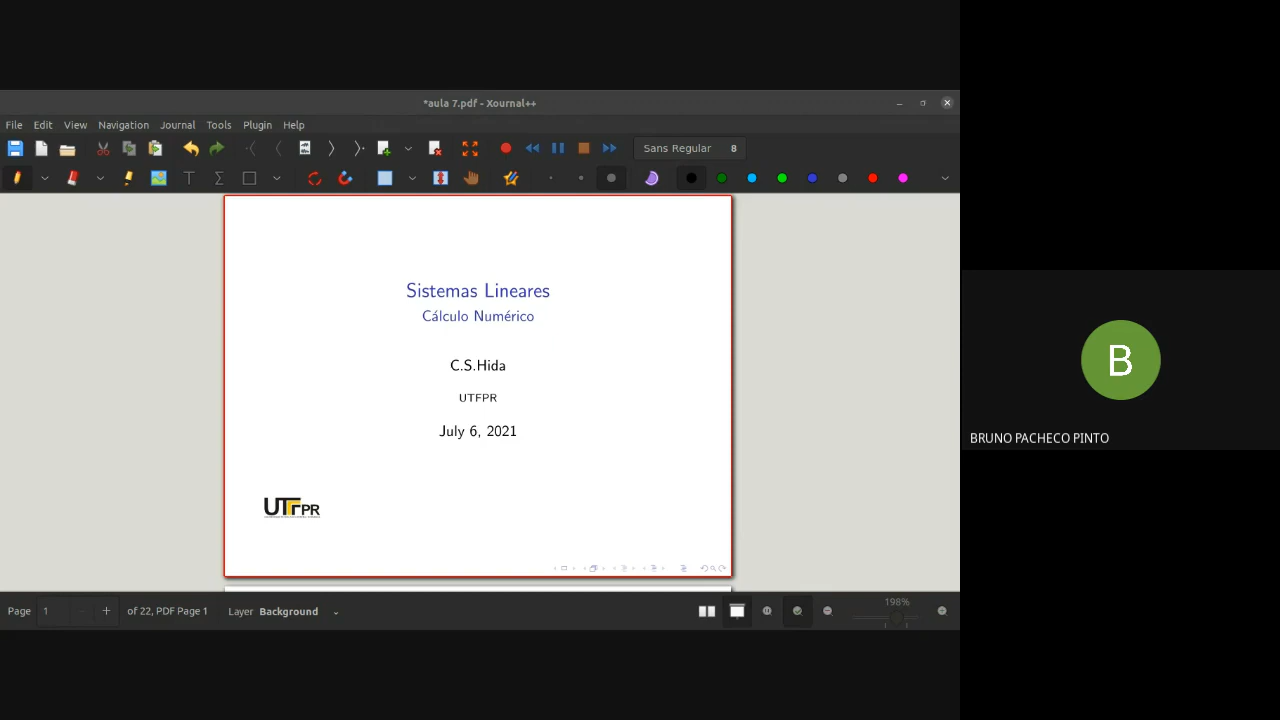 *aula 7.pdf - Xournal++
File Edit View Navigation Journal Tools Plugin Help
Sans Regular 8
Sistemas Lineares
Cálculo Numérico
C.S.Hida
UTFPR
July 6, 2021
UTFPR
B
BRUNO PACHECO PINTO
Page 1 of 22, PDF Page 1 Layer Background
198%